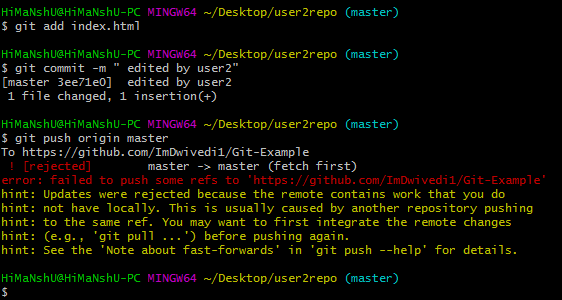 HiMaNshU@HiMaNshU-PC MINGW64 ~/Desktop/user2repo (master)
$ git add index.html
HiMaNshU@HiMaNshU-PC MINGW64 ~/Desktop/user2repo (master)
$ git commit -m " edited by user2"
[master 3ee71e0]  edited by user2
 1 file changed, 1 insertion(+)
HiMaNshU@HiMaNshU-PC MINGW64 ~/Desktop/user2repo (master)
$ git push origin master
To https://github.com/ImDwivedi1/Git-Example
 ! [rejected]        master -> master (fetch first)
error: failed to push some refs to 'https://github.com/ImDwivedi1/Git-Example'
hint: Updates were rejected because the remote contains work that you do
hint: not have locally. This is usually caused by another repository pushing
hint: to the same ref. You may want to first integrate the remote changes
hint: (e.g., 'git pull ...') before pushing again.
hint: See the 'Note about fast-forwards' in 'git push --help' for details.
HiMaNshU@HiMaNshU-PC MINGW64 ~/Desktop/user2repo (master)
$